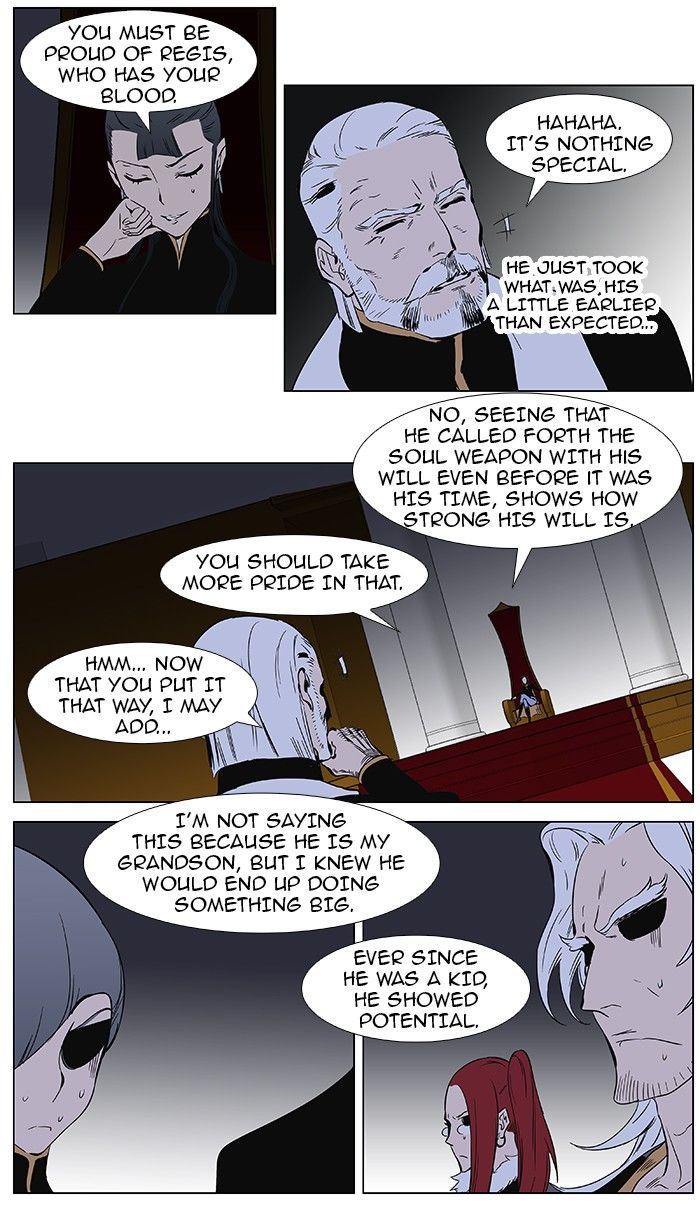 YOU MUST BE
PROUD OF REGIS,
WHO HAS YOUR
BLOOD.
HAHAHA.
IT'S NOTHING
SPECIAL.
HE JUST TOOK
WHAT WAS HIS
A LITTLE EARLIER
THAN EXPECTED...
NO, SEEING THAT
HE CALLED FORTH THE
SOUL WEAPON WITH HIS
WILL EVEN BEFORE IT WAS
HIS TIME, SHOWS HOW
STRONG HIS WILL IS.
YOU SHOULD TAKE
MORE PRIDE IN THAT.
HMM... NOW
THAT YOU PUT IT
THAT WAY, I MAY
ADD...
I'M NOT SAYING
THIS BECAUSE HE IS MY
GRANDSON, BUT I KNEW HE
WOULD END UP DOING
SOMETHING BIG.
EVER SINCE
HE WAS A KID,
HE SHOWED
POTENTIAL.